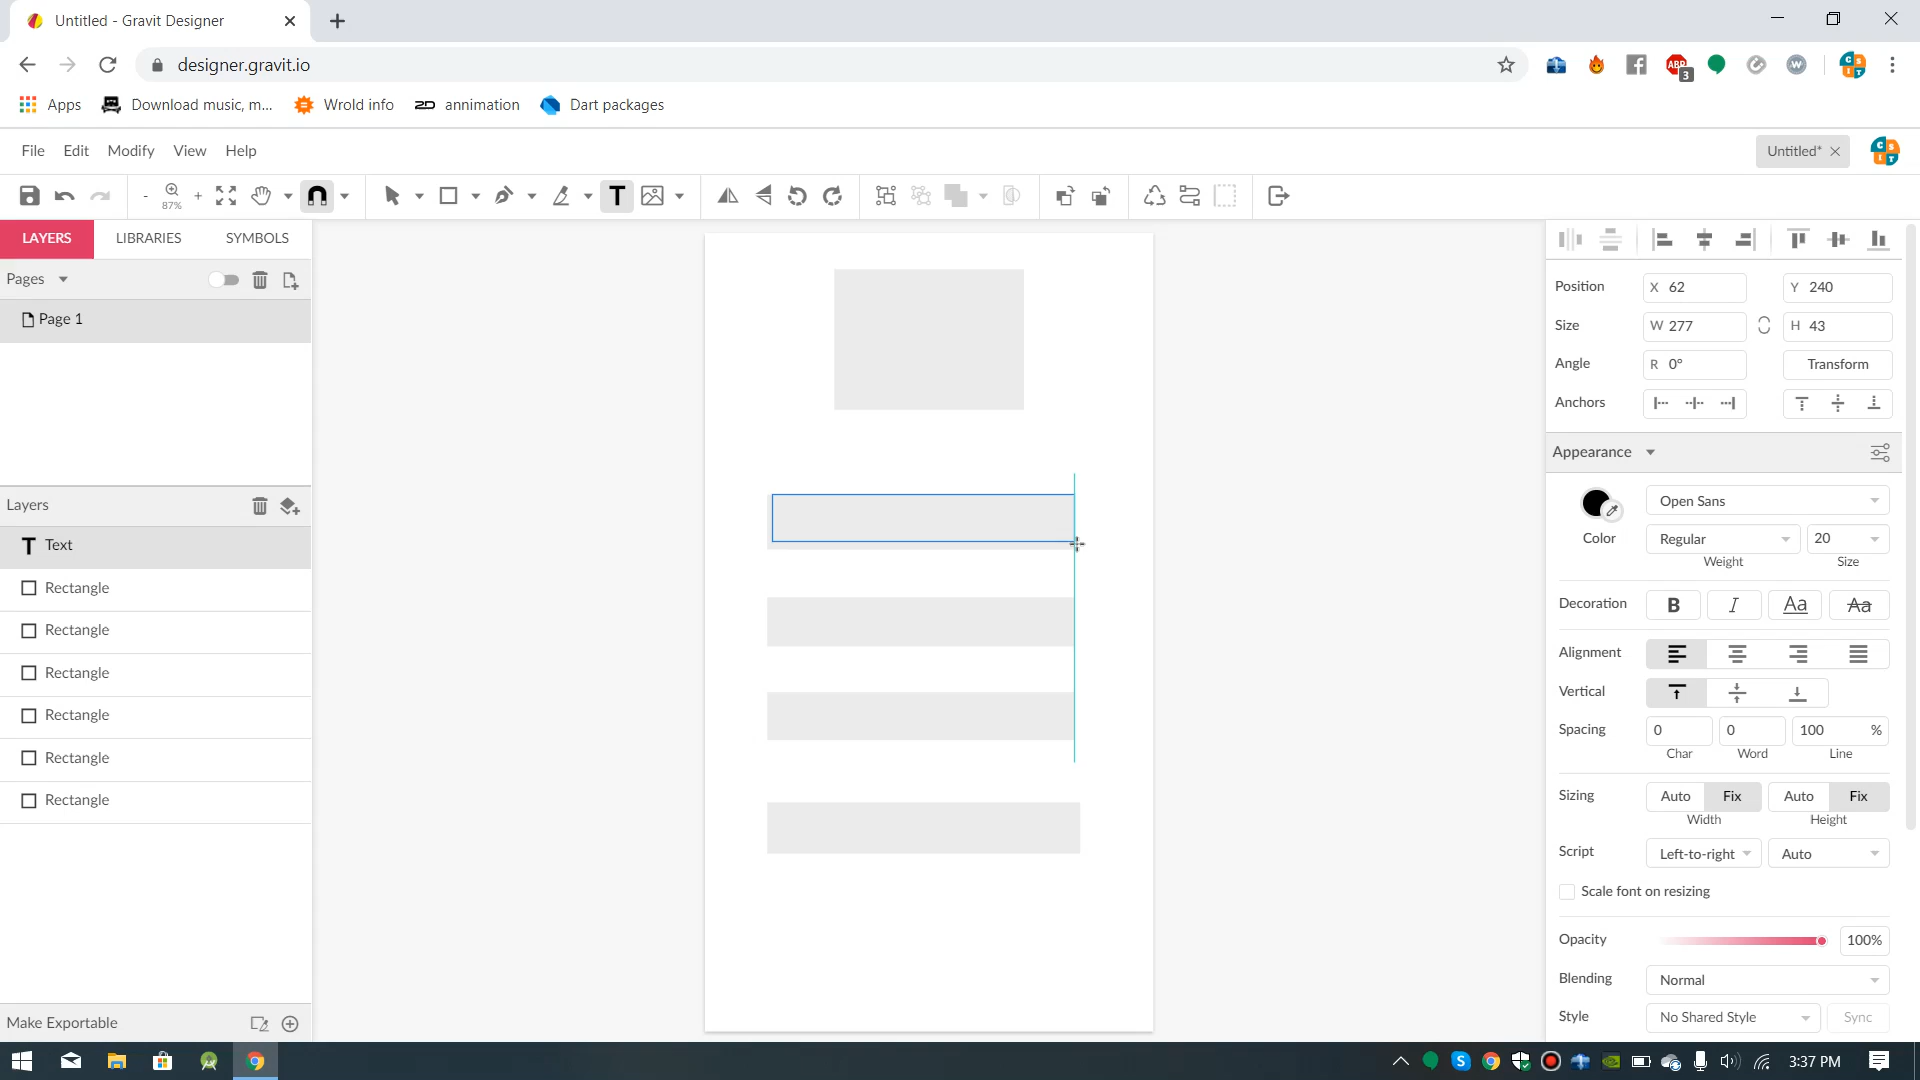 Untitled - Gravit Designer
designer.gravit.io
ABP
3
Apps
Download music, m...
Wrold info
2D annimation
Dart packages
File Edit Modify View Help
Untitled*
- 87% +
T
LAYERS LIBRARIES SYMBOLS
Pages
Page 1
Layers
T Text
Rectangle
Rectangle
Rectangle
Rectangle
Rectangle
Rectangle
Make Exportable
Position X 62 Y 240
Size W 277 H 43
Angle R 0° Transform
Anchors
Appearance
Open Sans
Color Regular 20
Weight Size
Decoration B I Aa Aa
Alignment
Vertical
Spacing 0 0 100 %
Char Word Line
Sizing Auto Fix Auto Fix
Width Height
Script Left-to-right Auto
Scale font on resizing
Opacity 100%
Blending Normal
Style No Shared Style Sync
3:37 PM